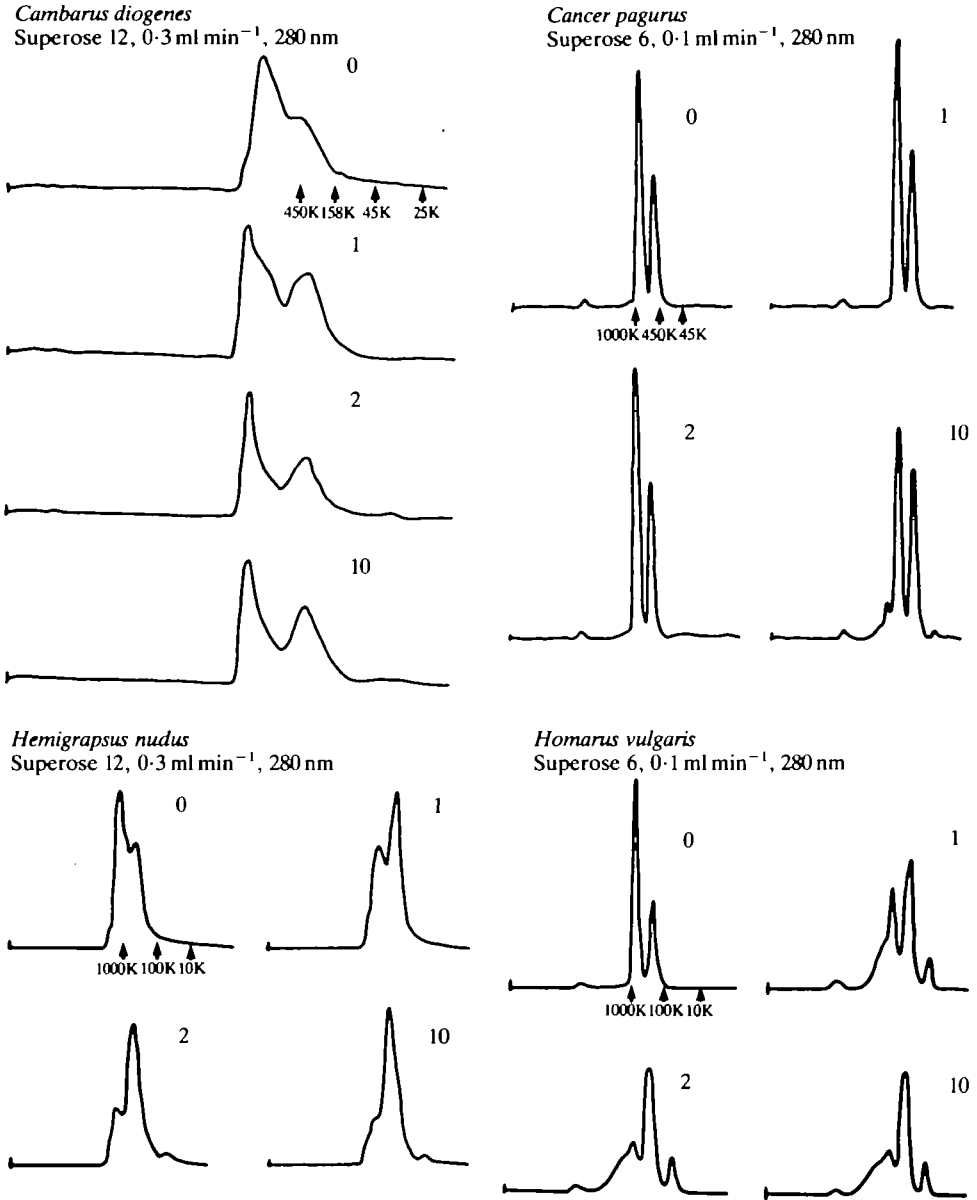 Cambarus diogenes
Superose 12, 0·3 ml min⁻¹, 280 nm
0
450K 158K 45K 25K
1
2
10
Cancer pagurus
Superose 6, 0·1 ml min⁻¹, 280 nm
0
1
1000K 450K 45K
2
10
Hemigrapsus nudus
Superose 12, 0·3 ml min⁻¹, 280 nm
0
1
1000K 100K 10K
2
10
Homarus vulgaris
Superose 6, 0·1 ml min⁻¹, 280 nm
0
1
1000K 100K 10K
2
10